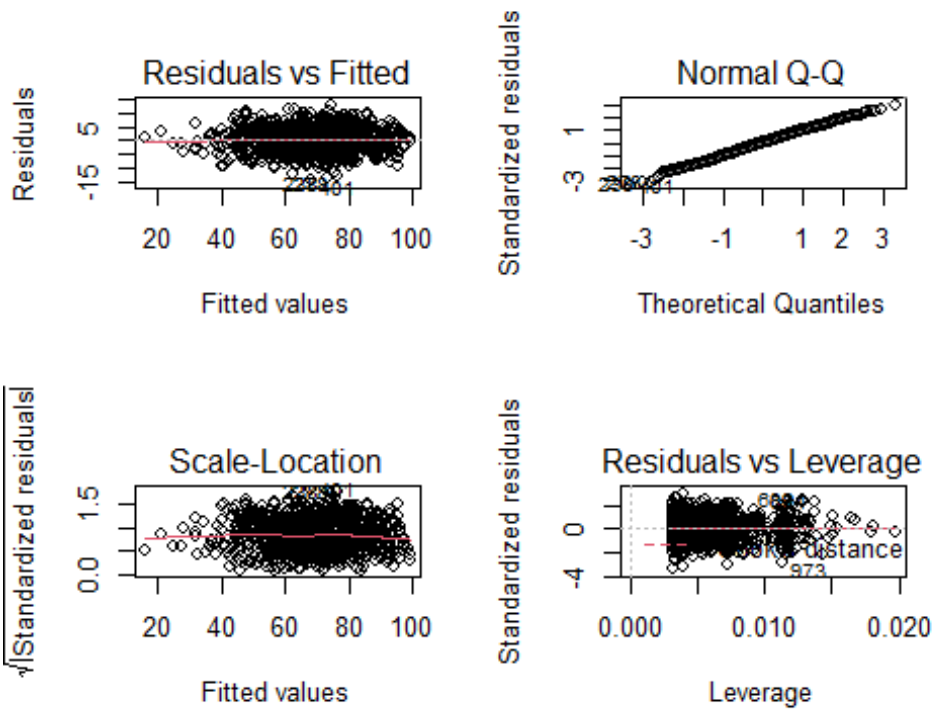 Residuals vs Fitted
Residuals
5
-15
20 40 60 80 100
Fitted values
Normal Q-Q
Standardized residuals
1
-3
-3 -1 1 2 3
Theoretical Quantiles
Scale-Location
√|Standardized residuals|
1.5
0.0
20 40 60 80 100
Fitted values
Residuals vs Leverage
Standardized residuals
0
-4
distance
973
0.000 0.010 0.020
Leverage